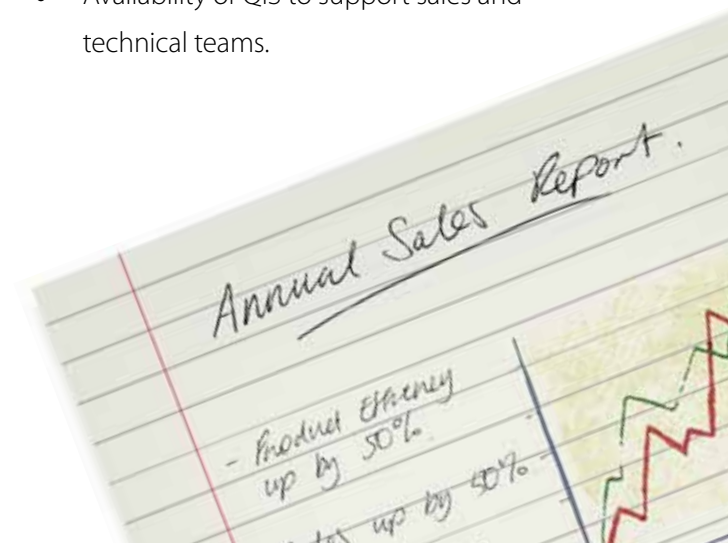 Availability of QIS to support sales and
technical teams.
Annual Sales Report.
- Product
up by 50%
up by 40%